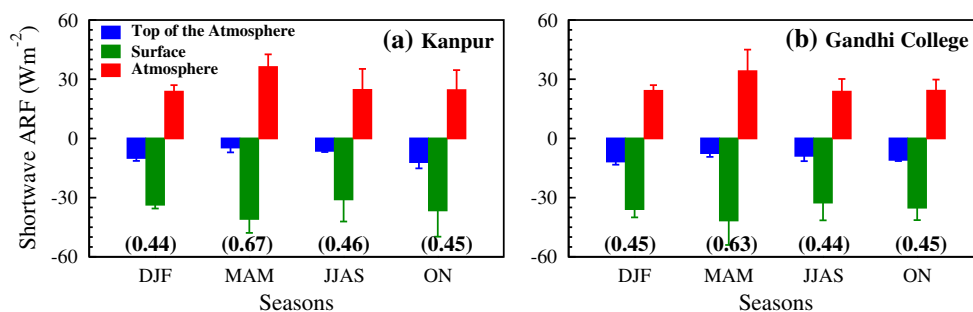 Shortwave ARF (Wm-2)
60
30
0
-30
-60
Top of the Atmosphere
Surface
Atmosphere
(a) Kanpur
(0.44) (0.67) (0.46) (0.45)
DJF MAM JJAS ON
Seasons
60
30
0
-30
-60
(b) Gandhi College
(0.45) (0.63) (0.44) (0.45)
DJF MAM JJAS ON
Seasons